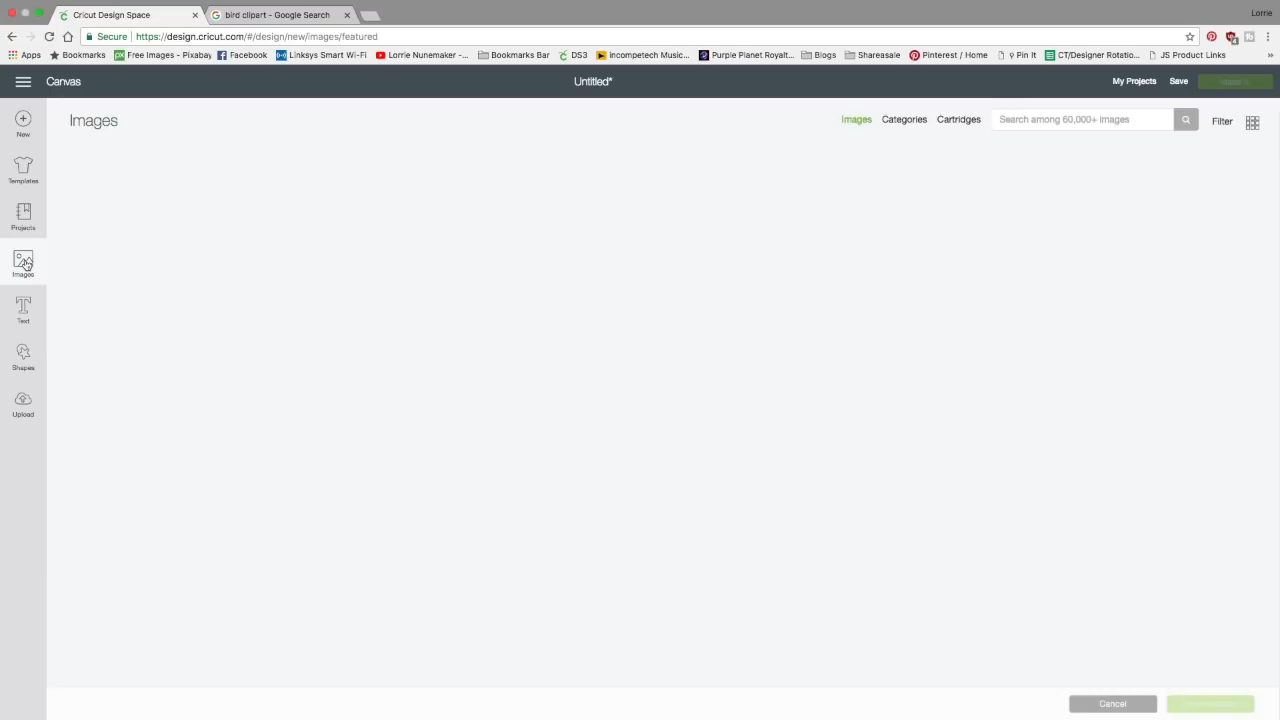 Cricut Design Space
bird clipart - Google Search
Lorrie
Secure https://design.cricut.com/#/design/new/images/featured
Apps Bookmarks Free Images - Pixabay Facebook Linksys Smart Wi-Fi Lorrie Nunemaker -... Bookmarks Bar DS3 incompetech Music... Purple Planet Royalt... Blogs Shareasale Pinterest / Home Pin It CT/Designer Rotatio... JS Product Links »
Canvas Untitled* My Projects Save
Images Images Categories Cartridges Search among 60,000+ images Filter
New
Templates
Projects
Images
Text
Shapes
Upload
Cancel